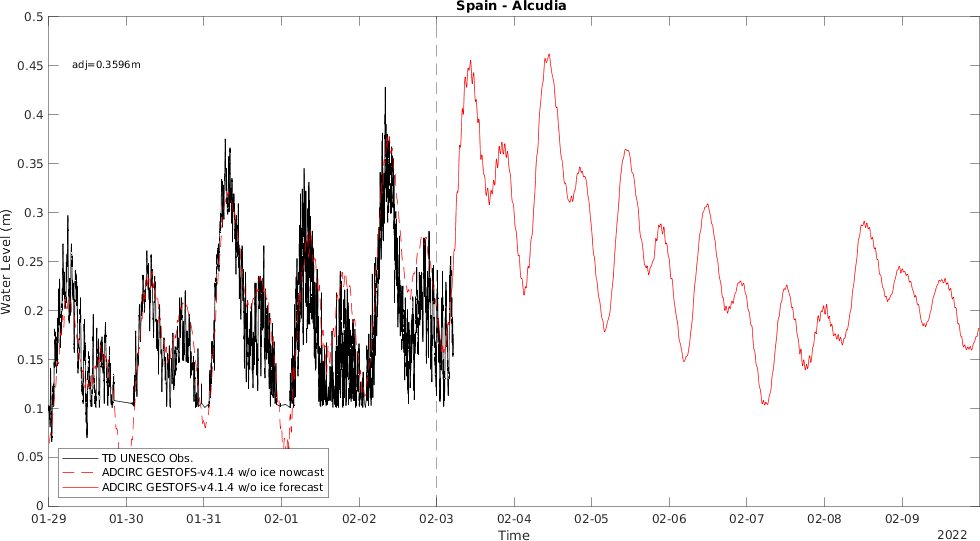 Spain - Alcudia
adj=0.3596m
Water Level (m)
0.5
0.45
0.4
0.35
0.3
0.25
0.2
0.15
0.1
0.05
0
TD UNESCO Obs.
ADCIRC GESTOFS-v4.1.4 w/o ice nowcast
ADCIRC GESTOFS-v4.1.4 w/o ice forecast
01-29 01-30 01-31 02-01 02-02 02-03 02-04 02-05 02-06 02-07 02-08 02-09
Time
2022